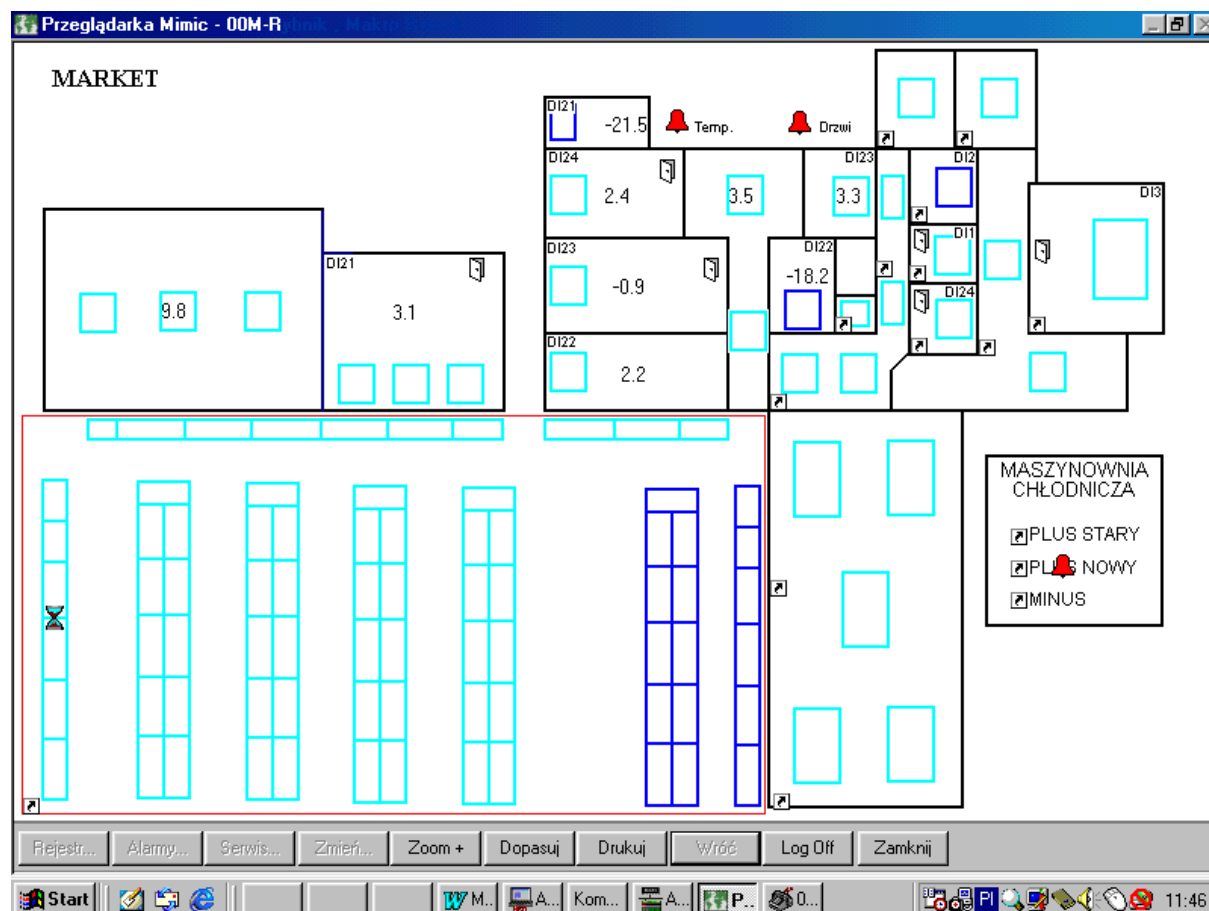 Przeglądarka Mimic - 00M-R
MARKET
DI21
-21.5
Temp.
Drzwi
DI24
2.4
3.5
DI23
3.3
DI2
DI3
DI23
-0.9
DI22
-18.2
DI1
DI24
9.8
DI21
3.1
DI22
2.2
MASZYNOWNIA
CHŁODNICZA
PLUS STARY
NOWY
MINUS
Rejestr... Alarmy... Serwis... Zmień... Zoom + Dopasuj Drukuj Wróć Log Off Zamknij
Start M.. A... Kom... A... P.. 0... Pl 11:46